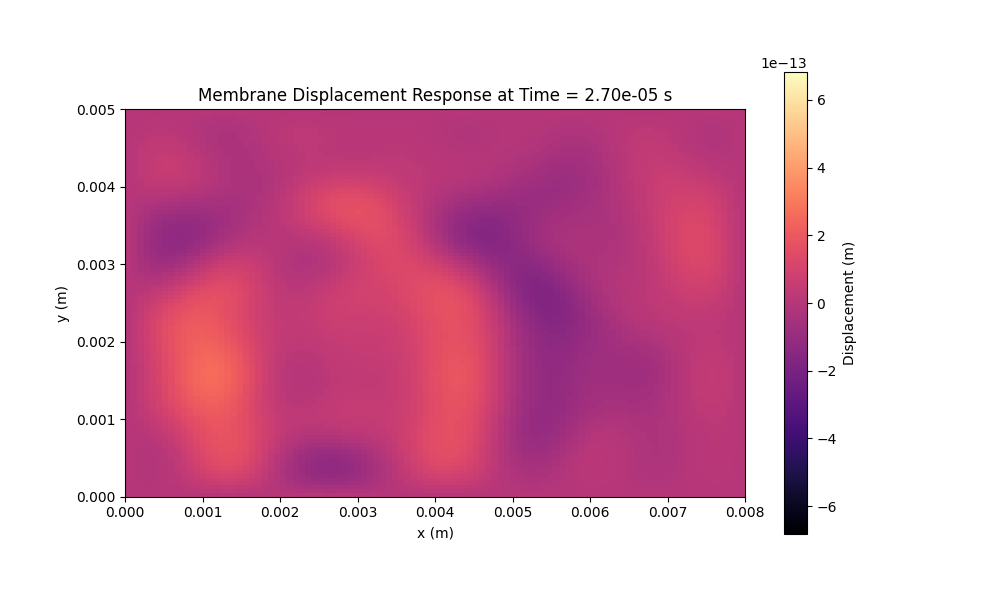 1e−13
Membrane Displacement Response at Time = 2.70e-05 s
0.005
0.004
0.003
0.002
0.001
0.000
y (m)
0.000 0.001 0.002 0.003 0.004 0.005 0.006 0.007 0.008
x (m)
6
4
2
0
−2
−4
−6
Displacement (m)